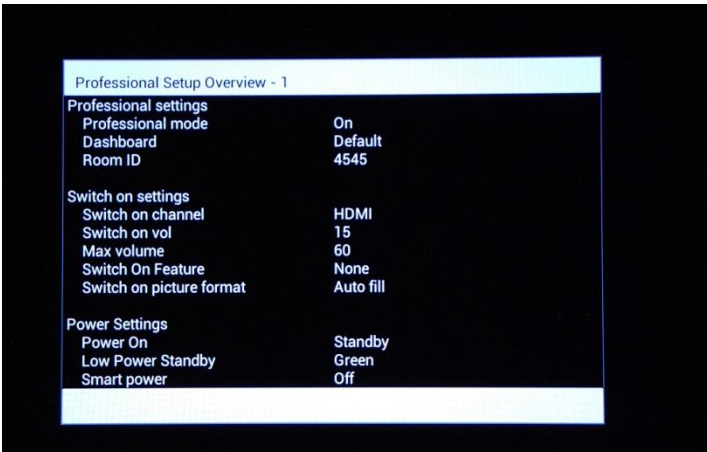 Professional Setup Overview - 1
Professional settings
Professional mode On
Dashboard Default
Room ID 4545
Switch on settings
Switch on channel HDMI
Switch on vol 15
Max volume 60
Switch On Feature None
Switch on picture format Auto fill
Power Settings
Power On Standby
Low Power Standby Green
Smart power Off